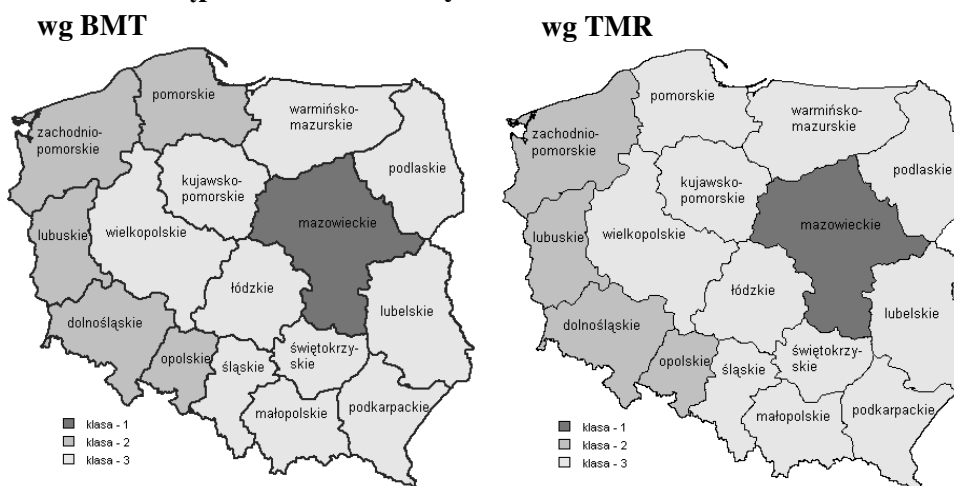 wg BMT
pomorskie
warmińsko-
mazurskie
zachodnio-
pomorskie
podlaskie
kujawsko-
pomorskie
mazowieckie
lubuskie
wielkopolskie
łódzkie
lubelskie
dolnośląskie
opolskie
świętokrzy-
skie
śląskie
małopolskie
podkarpackie
klasa - 1
klasa - 2
klasa - 3
wg TMR
pomorskie
warmińsko-
mazurskie
zachodnio-
pomorskie
podlaskie
kujawsko-
pomorskie
mazowieckie
lubuskie
wielkopolskie
łódzkie
lubelskie
dolnośląskie
opolskie
świętokrzy-
skie
śląskie
małopolskie
podkarpackie
klasa - 1
klasa - 2
klasa - 3